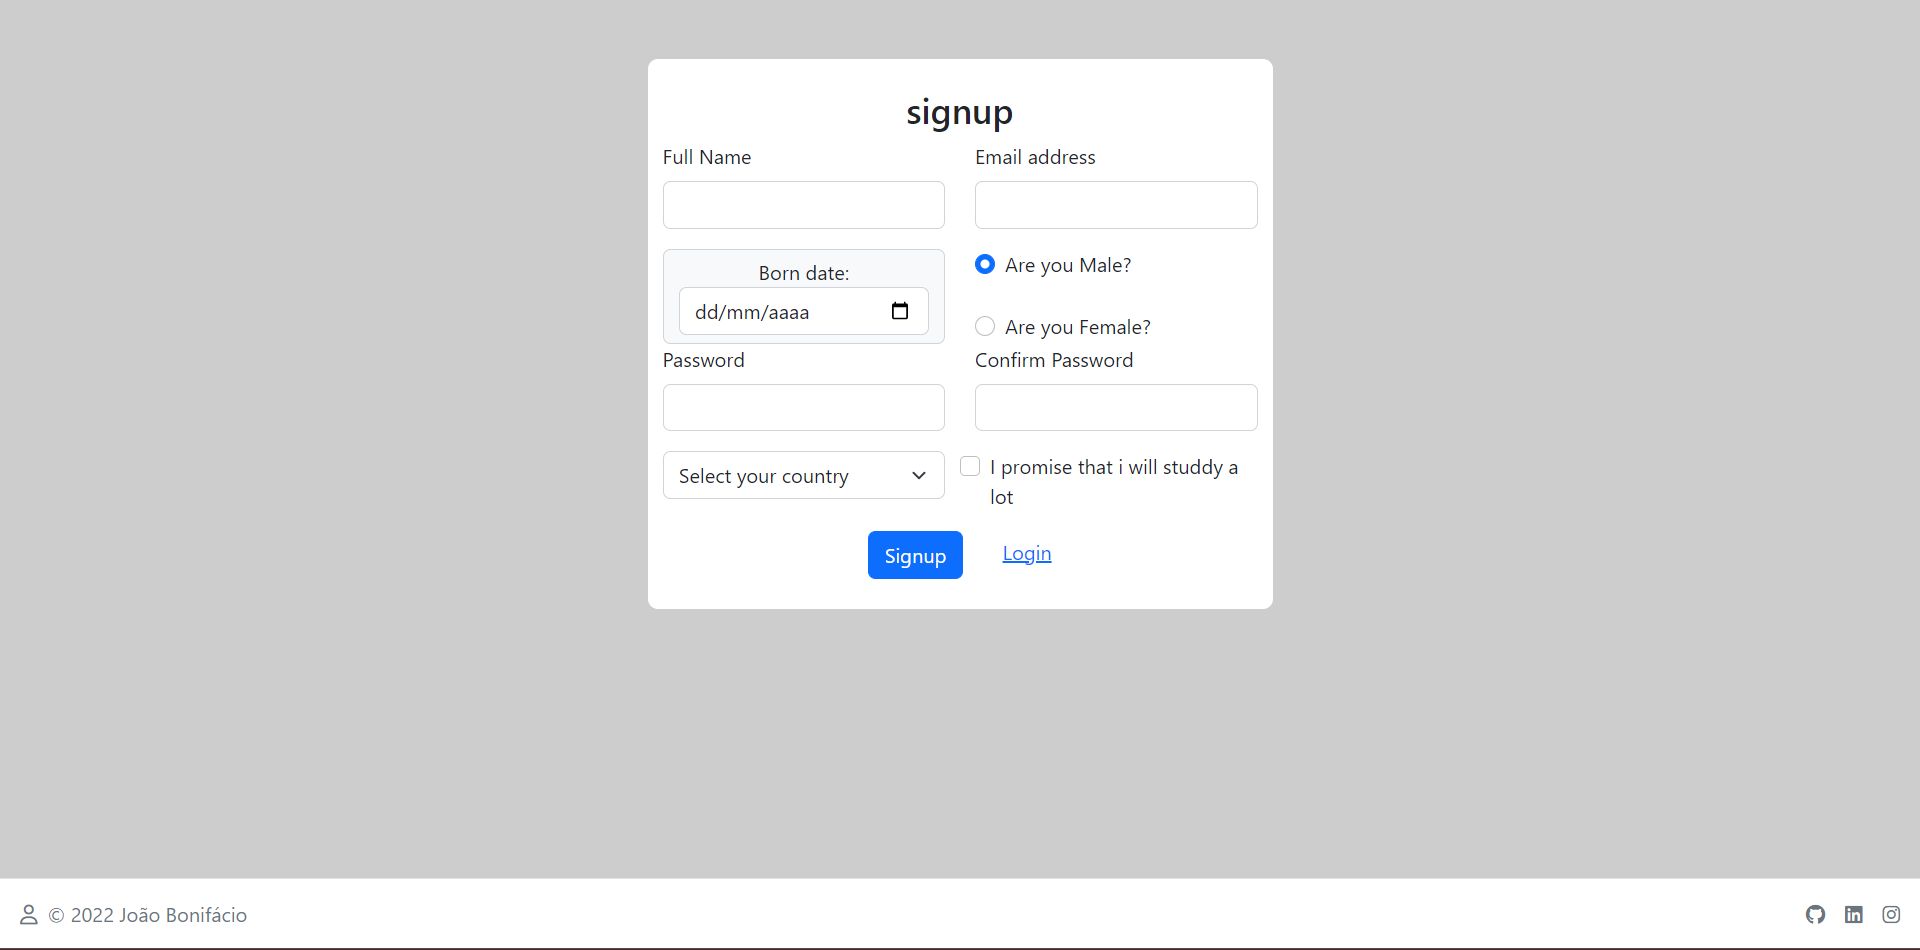 signup
Full Name
Email address
Born date:
dd/mm/aaaa
Are you Male?
Are you Female?
Password
Confirm Password
Select your country
I promise that i will studdy a
lot
Signup
Login
© 2022 João Bonifácio